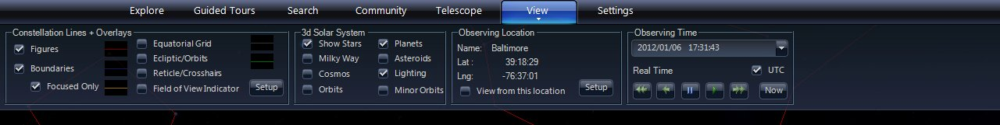 Explore Guided Tours Search Community Telescope View Settings
Constellation Lines + Overlays
Figures
Boundaries
Focused Only
Equatorial Grid
Ecliptic/Orbits
Reticle/Crosshairs
Field of View Indicator
Setup
3d Solar System
Show Stars
Milky Way
Cosmos
Orbits
Planets
Asteroids
Lighting
Minor Orbits
Observing Location
Name: Baltimore
Lat : 39:18:29
Lng: -76:37:01
View from this location
Setup
Observing Time
2012/01/06 17:31:43
Real Time
UTC
Now